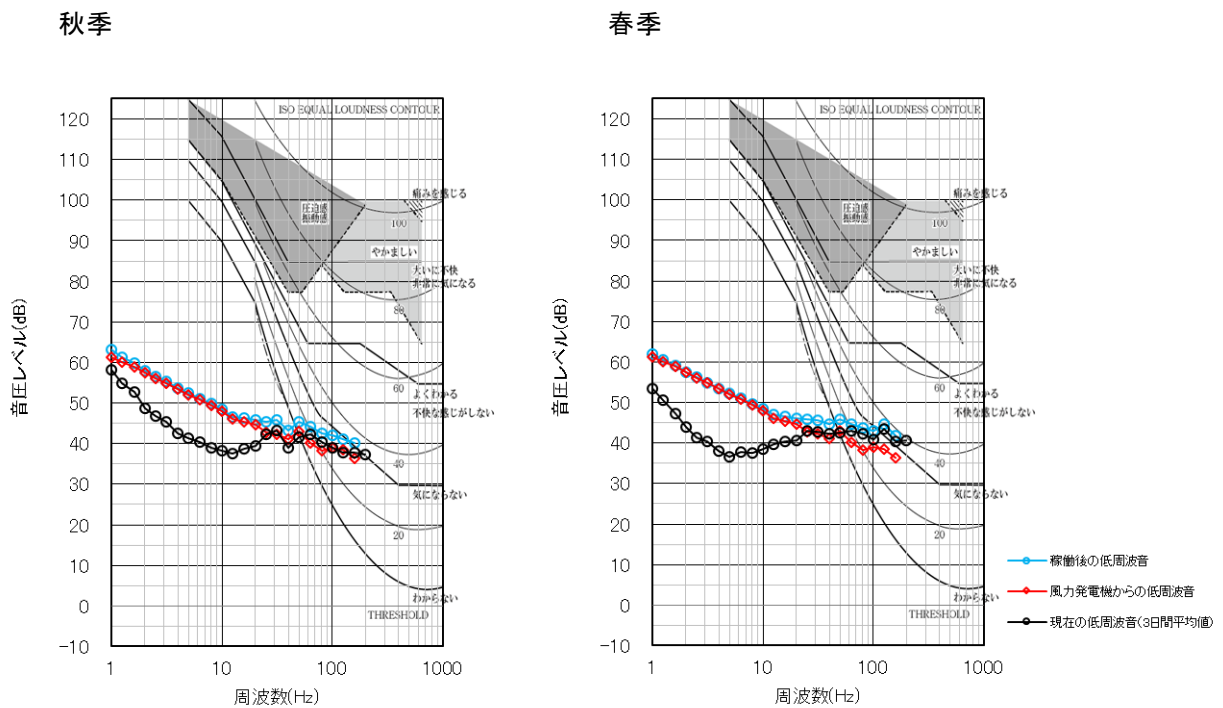 秋季
ISO EQUAL LOUDNESS CONTOUR
120
110
100
90
80
70
60
50
40
30
20
10
0
-10
音圧レベル(dB)
痛みを感じる
圧迫感
振動感
100
やかましい
大いに不快
非常に気になる
80
60
よくわかる
不快な感じがしない
40
気にならない
20
わからない
THRESHOLD
1
10
100
1000
周波数(Hz)
春季
ISO EQUAL LOUDNESS CONTOUR
120
110
100
90
80
70
60
50
40
30
20
10
0
-10
音圧レベル(dB)
痛みを感じる
圧迫感
振動感
100
やかましい
大いに不快
非常に気になる
80
60
よくわかる
不快な感じがしない
40
気にならない
20
わからない
THRESHOLD
1
10
100
1000
周波数(Hz)
稼働後の低周波音
風力発電機からの低周波音
現在の低周波音(3日間平均値)